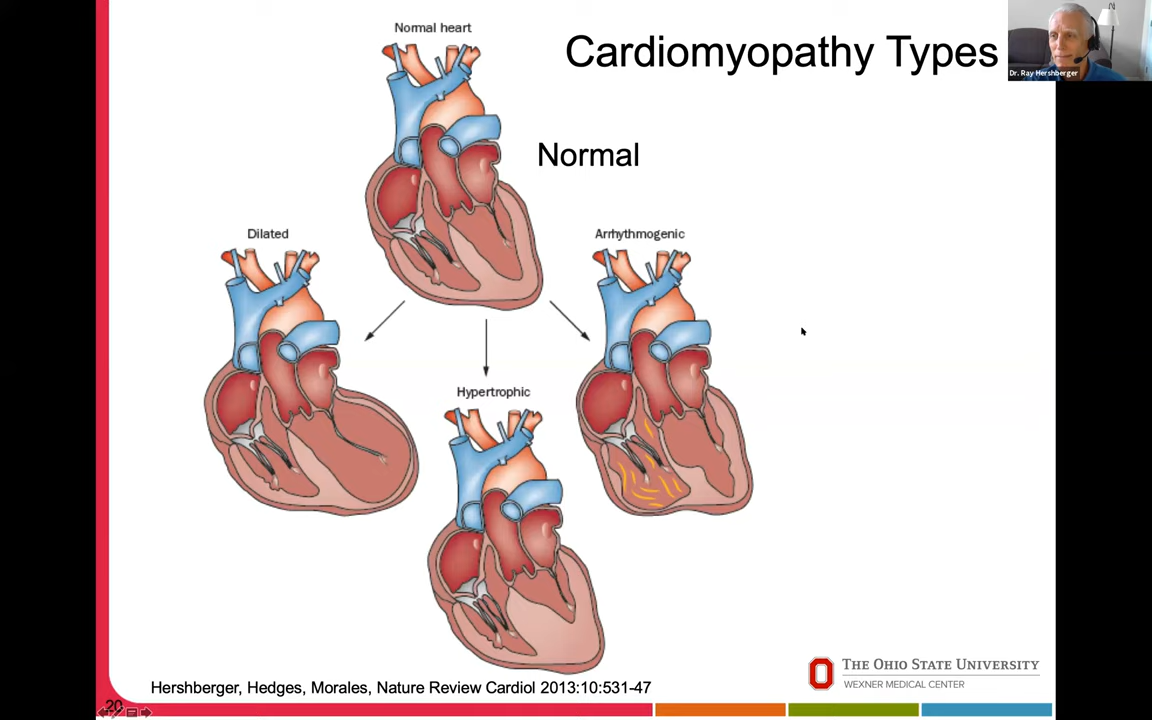 Normal heart
Cardiomyopathy Types
Dr. Ray Hershberger
Normal
Dilated
Arrhythmogenic
Hypertrophic
Hershberger, Hedges, Morales, Nature Review Cardiol 2013:10:531-47
O
THE OHIO STATE UNIVERSITY
WEXNER MEDICAL CENTER
20